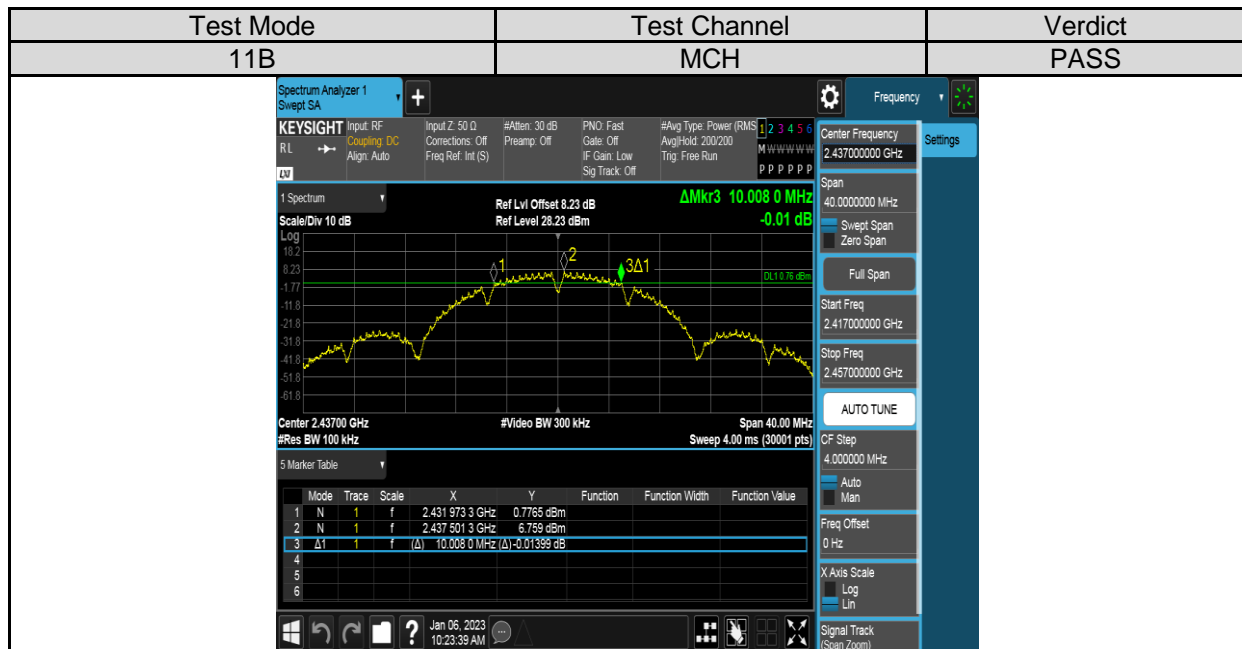 Test Mode Test Channel Verdict
11B MCH PASS
Spectrum Analyzer 1
Swept SA
+
Frequency
KEYSIGHT Input: RF Input Z: 50 Ω #Atten: 30 dB PNO: Fast #Avg Type: Power (RMS 1 2 3 4 5 6
RL Coupling: DC Corrections: Off Preamp: Off Gate: Off Avg|Hold: 200/200 M W W W W W
Align: Auto Freq Ref: Int (S) IF Gain: Low Trig: Free Run
LXI Sig Track: Off P P P P P P
1 Spectrum
Ref Lvl Offset 8.23 dB ΔMkr3 10.008 0 MHz
Scale/Div 10 dB Ref Level 28.23 dBm -0.01 dB
Log
18.2
8.23
-1.77
-11.8
-21.8
-31.8
-41.8
-51.8
-61.8
1
2
3Δ1
DL1 0.76 dBm
Center 2.43700 GHz #Video BW 300 kHz Span 40.00 MHz
#Res BW 100 kHz Sweep 4.00 ms (30001 pts)
5 Marker Table
Mode Trace Scale X Y Function Function Width Function Value
1 N 1 f 2.431 973 3 GHz 0.7765 dBm
2 N 1 f 2.437 501 3 GHz 6.759 dBm
3 Δ1 1 f (Δ) 10.008 0 MHz (Δ) -0.01399 dB
4
5
6
? Jan 06, 2023
10:23:39 AM
Center Frequency
2.437000000 GHz
Settings
Span
40.0000000 MHz
Swept Span
Zero Span
Full Span
Start Freq
2.417000000 GHz
Stop Freq
2.457000000 GHz
AUTO TUNE
CF Step
4.000000 MHz
Auto
Man
Freq Offset
0 Hz
X Axis Scale
Log
Lin
Signal Track
(Span Zoom)